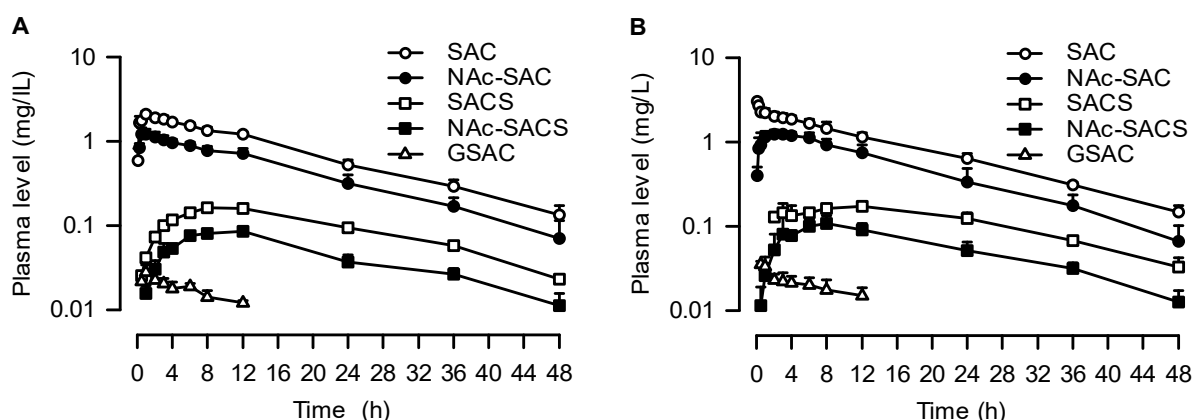 A
Plasma level (mg/lL)
10
1
0.1
0.01
SAC
NAc-SAC
SACS
NAc-SACS
GSAC
0 4 8 12 16 20 24 28 32 36 40 44 48
Time (h)
B
Plasma level (mg/L)
10
1
0.1
0.01
SAC
NAc-SAC
SACS
NAc-SACS
GSAC
0 4 8 12 16 20 24 28 32 36 40 44 48
Time (h)